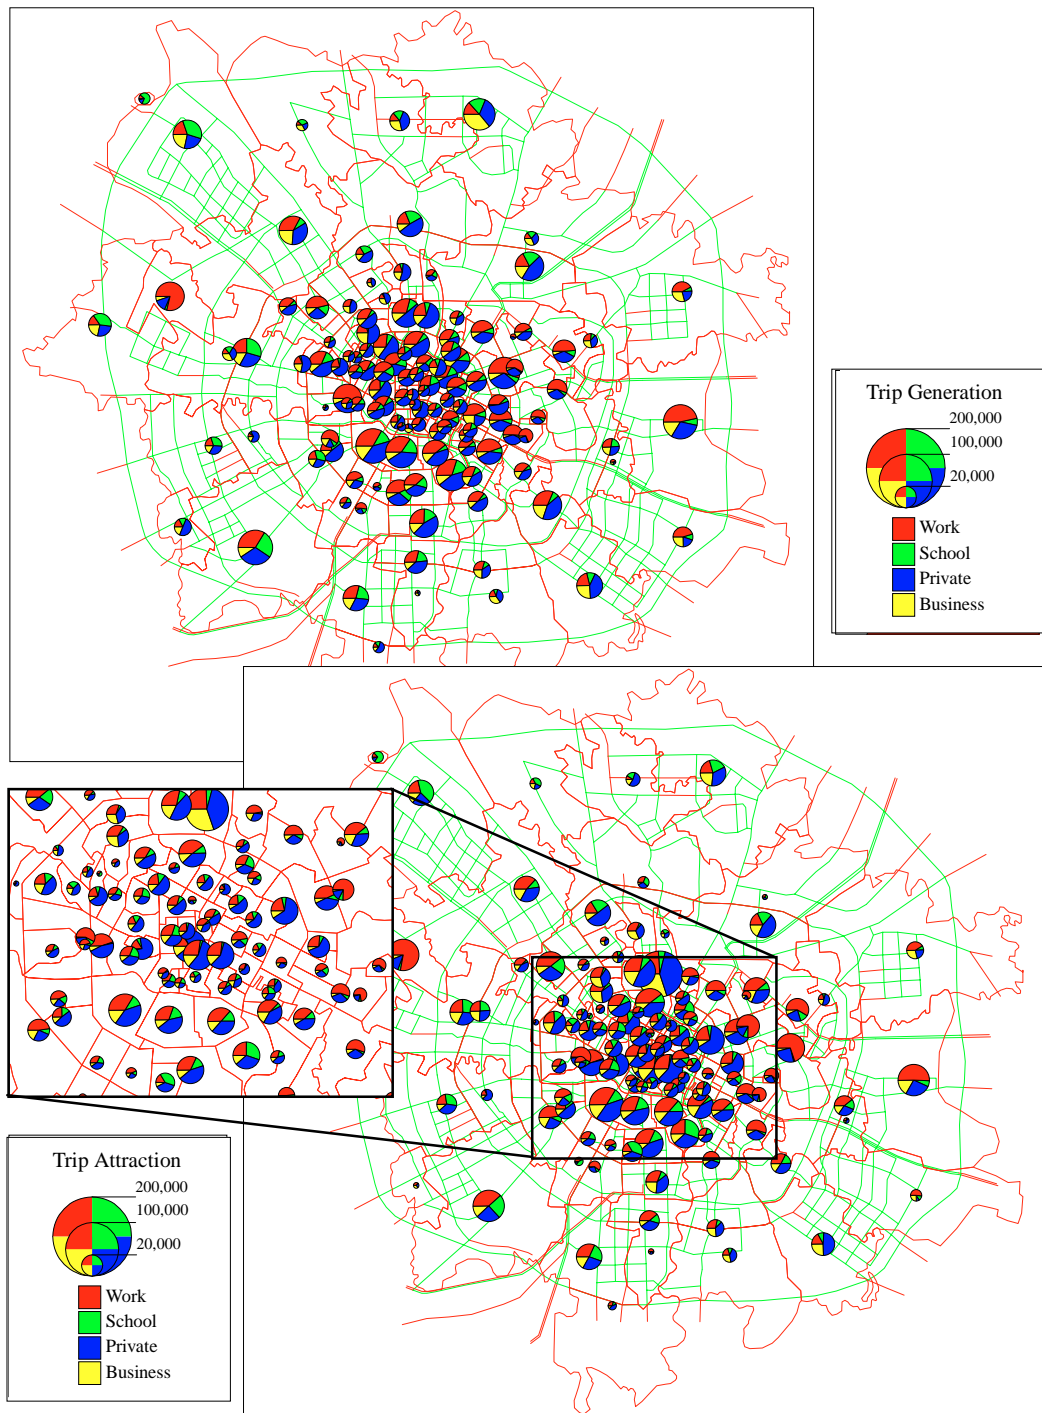 Trip Generation
200,000
100,000
20,000
Work
School
Private
Business
Trip Attraction
200,000
100,000
20,000
Work
School
Private
Business